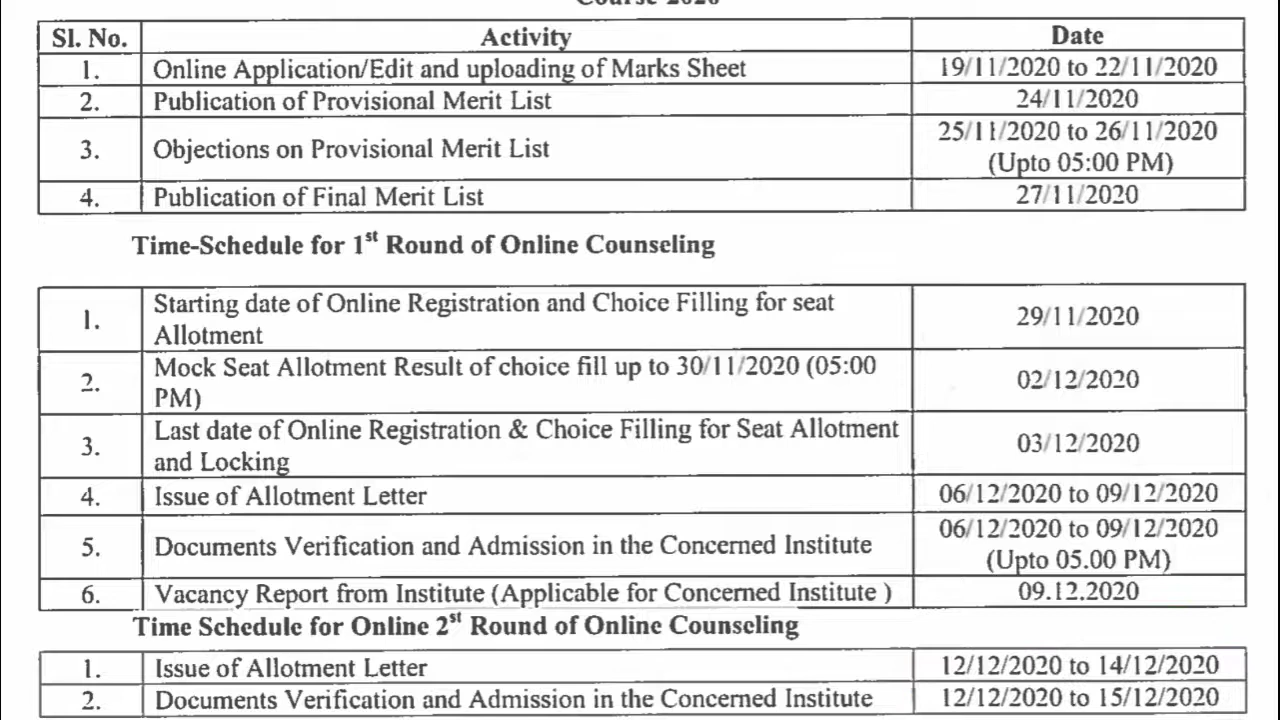 Course 2020
Sl. No. Activity Date
1. Online Application/Edit and uploading of Marks Sheet 19/11/2020 to 22/11/2020
2. Publication of Provisional Merit List 24/11/2020
3. Objections on Provisional Merit List 25/11/2020 to 26/11/2020
(Upto 05:00 PM)
4. Publication of Final Merit List 27/11/2020
Time-Schedule for 1st Round of Online Counseling
1. Starting date of Online Registration and Choice Filling for seat
Allotment 29/11/2020
2. Mock Seat Allotment Result of choice fill up to 30/11/2020 (05:00
PM) 02/12/2020
3. Last date of Online Registration & Choice Filling for Seat Allotment
and Locking 03/12/2020
4. Issue of Allotment Letter 06/12/2020 to 09/12/2020
5. Documents Verification and Admission in the Concerned Institute 06/12/2020 to 09/12/2020
(Upto 05.00 PM)
6. Vacancy Report from Institute (Applicable for Concerned Institute ) 09.12.2020
Time Schedule for Online 2st Round of Online Counseling
1. Issue of Allotment Letter 12/12/2020 to 14/12/2020
2. Documents Verification and Admission in the Concerned Institute 12/12/2020 to 15/12/2020